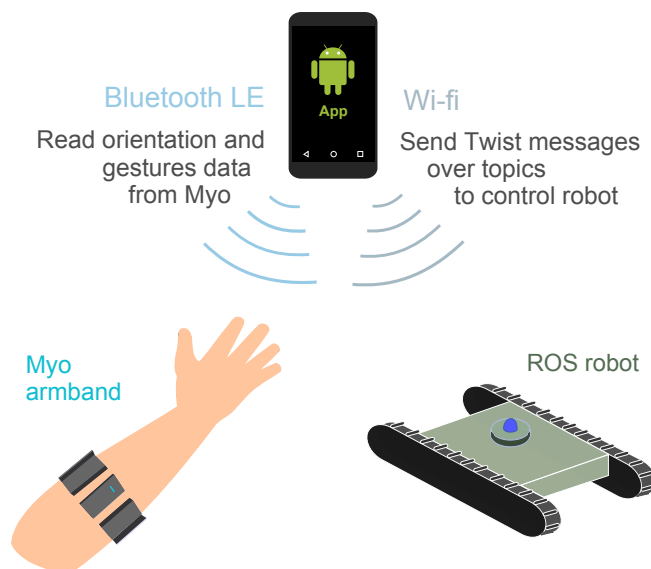 App
Bluetooth LE
Read orientation and
gestures data
from Myo
Wi-fi
Send Twist messages
over topics
to control robot
Myo
armband
ROS robot